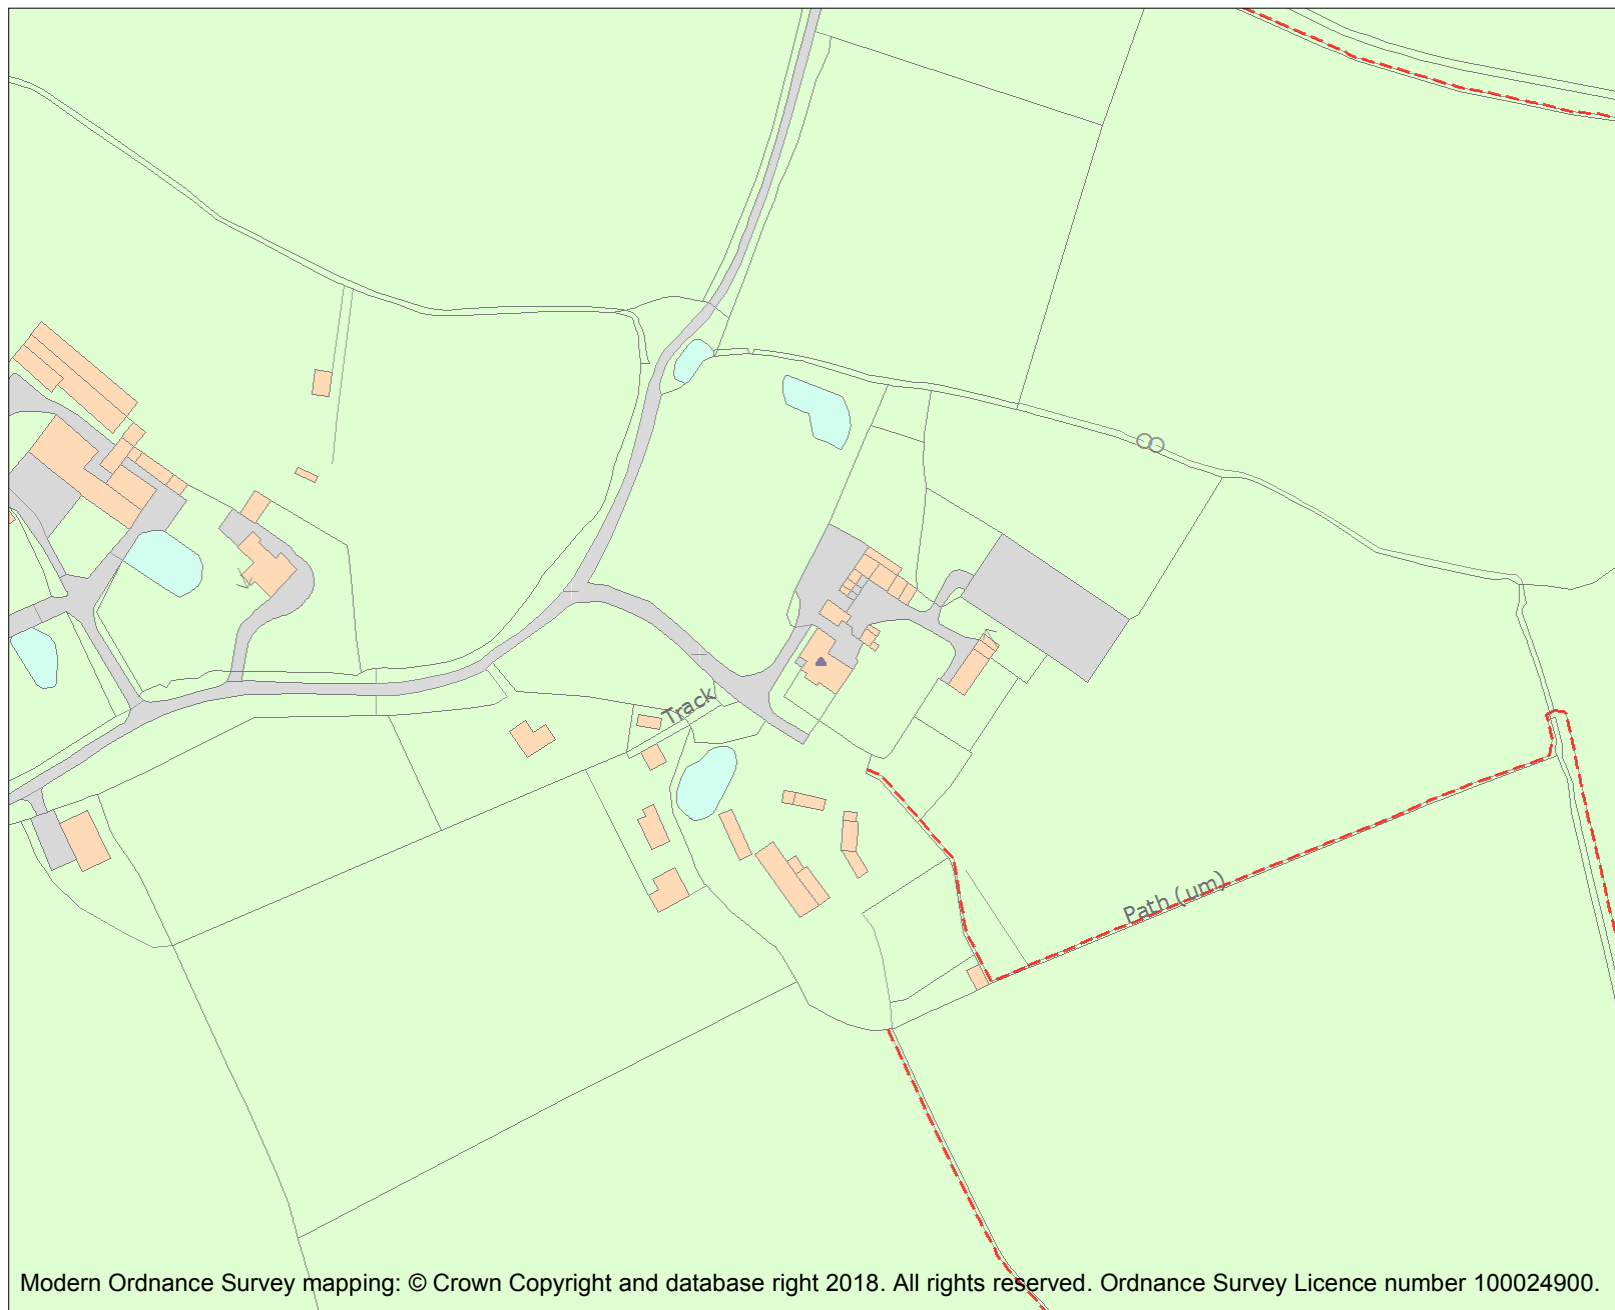 Track
Path (um)
Modern Ordnance Survey mapping: © Crown Copyright and database right 2018. All rights reserved. Ordnance Survey Licence number 100024900.